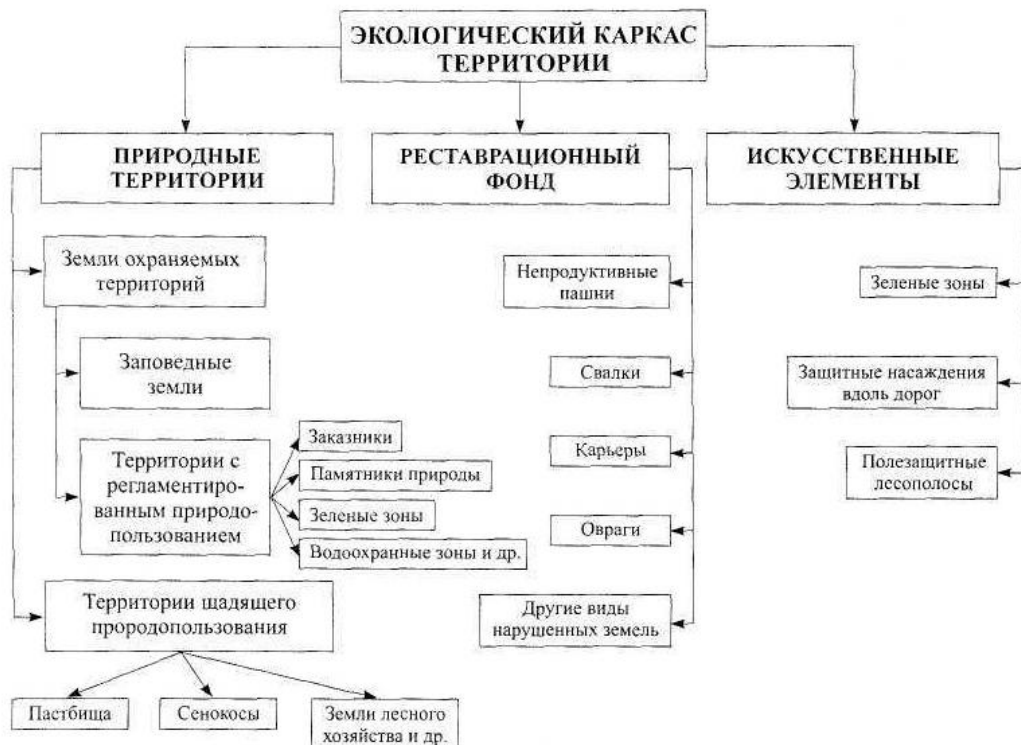 ЭКОЛОГИЧЕСКИЙ КАРКАС
ТЕРРИТОРИИ
ПРИРОДНЫЕ
ТЕРРИТОРИИ
РЕСТАВРАЦИОННЫЙ
ФОНД
ИСКУССТВЕННЫЕ
ЭЛЕМЕНТЫ
Земли охраняемых
территорий
Заповедные
земли
Территории с
регламентиро-
ванным природо-
пользованием
Заказники
Памятники природы
Зеленые зоны
Водоохранные зоны и др.
Территории щадящего
прородопользования
Пастбища
Сенокосы
Земли лесного
хозяйства и др.
Непродуктивные
пашни
Свалки
Карьеры
Овраги
Другие виды
нарушенных земель
Зеленые зоны
Защитные насаждения
вдоль дорог
Полезащитные
лесополосы